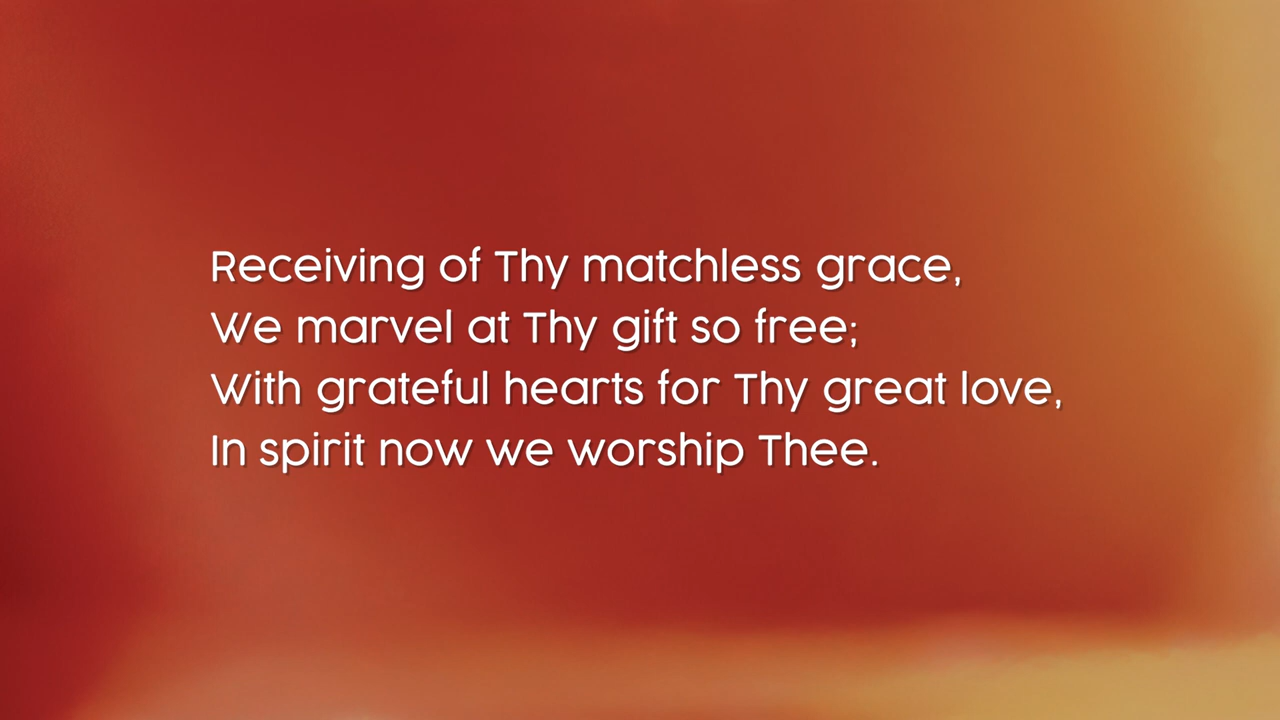 Receiving of Thy matchless grace,
We marvel at Thy gift so free;
With grateful hearts for Thy great love,
In spirit now we worship Thee.